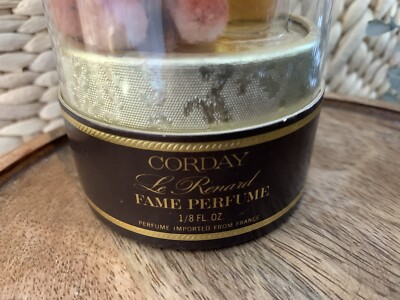 CORDAY
Le Renard
FAME PERFUME
1/8 FL OZ
PERFUME IMPORTED FROM FRANCE